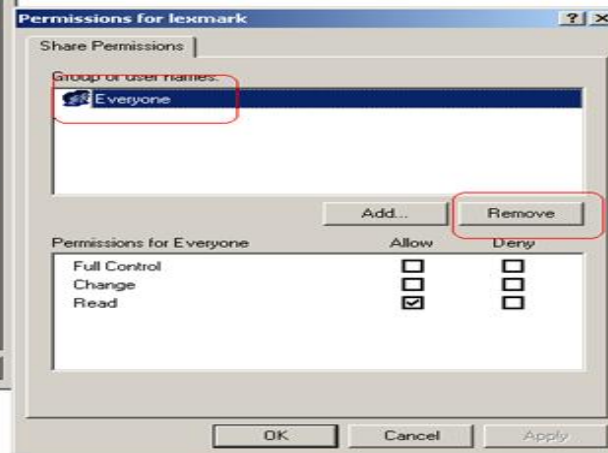 Permissions for lexmark
Share Permissions
Group or user names:
Everyone
Add... Remove
Permissions for Everyone Allow Deny
Full Control
Change
Read
OK Cancel Apply